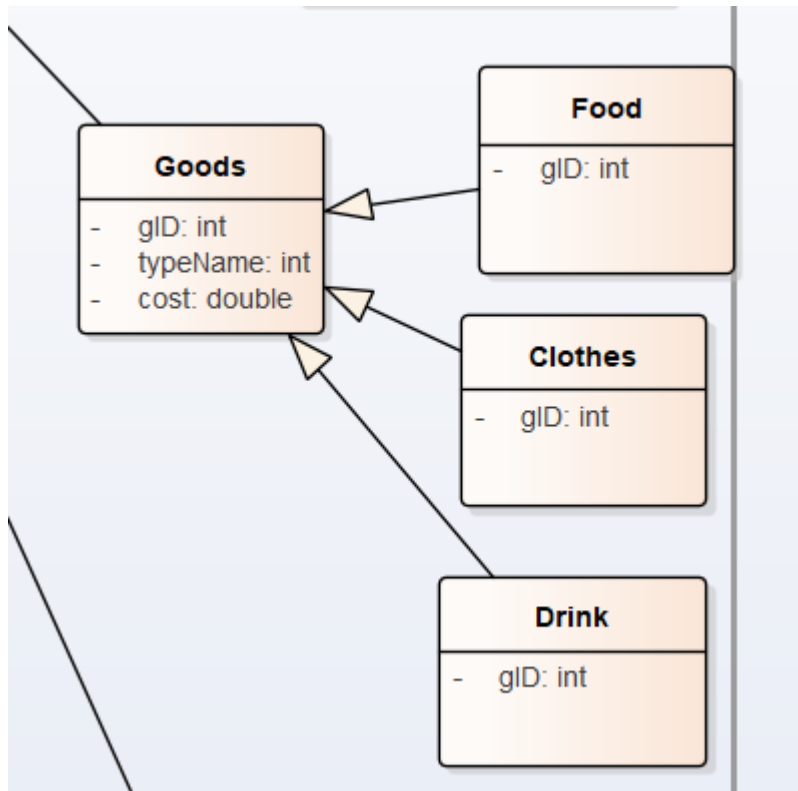 Goods
- gID: int
- typeName: int
- cost: double
Food
- gID: int
Clothes
- gID: int
Drink
- gID: int